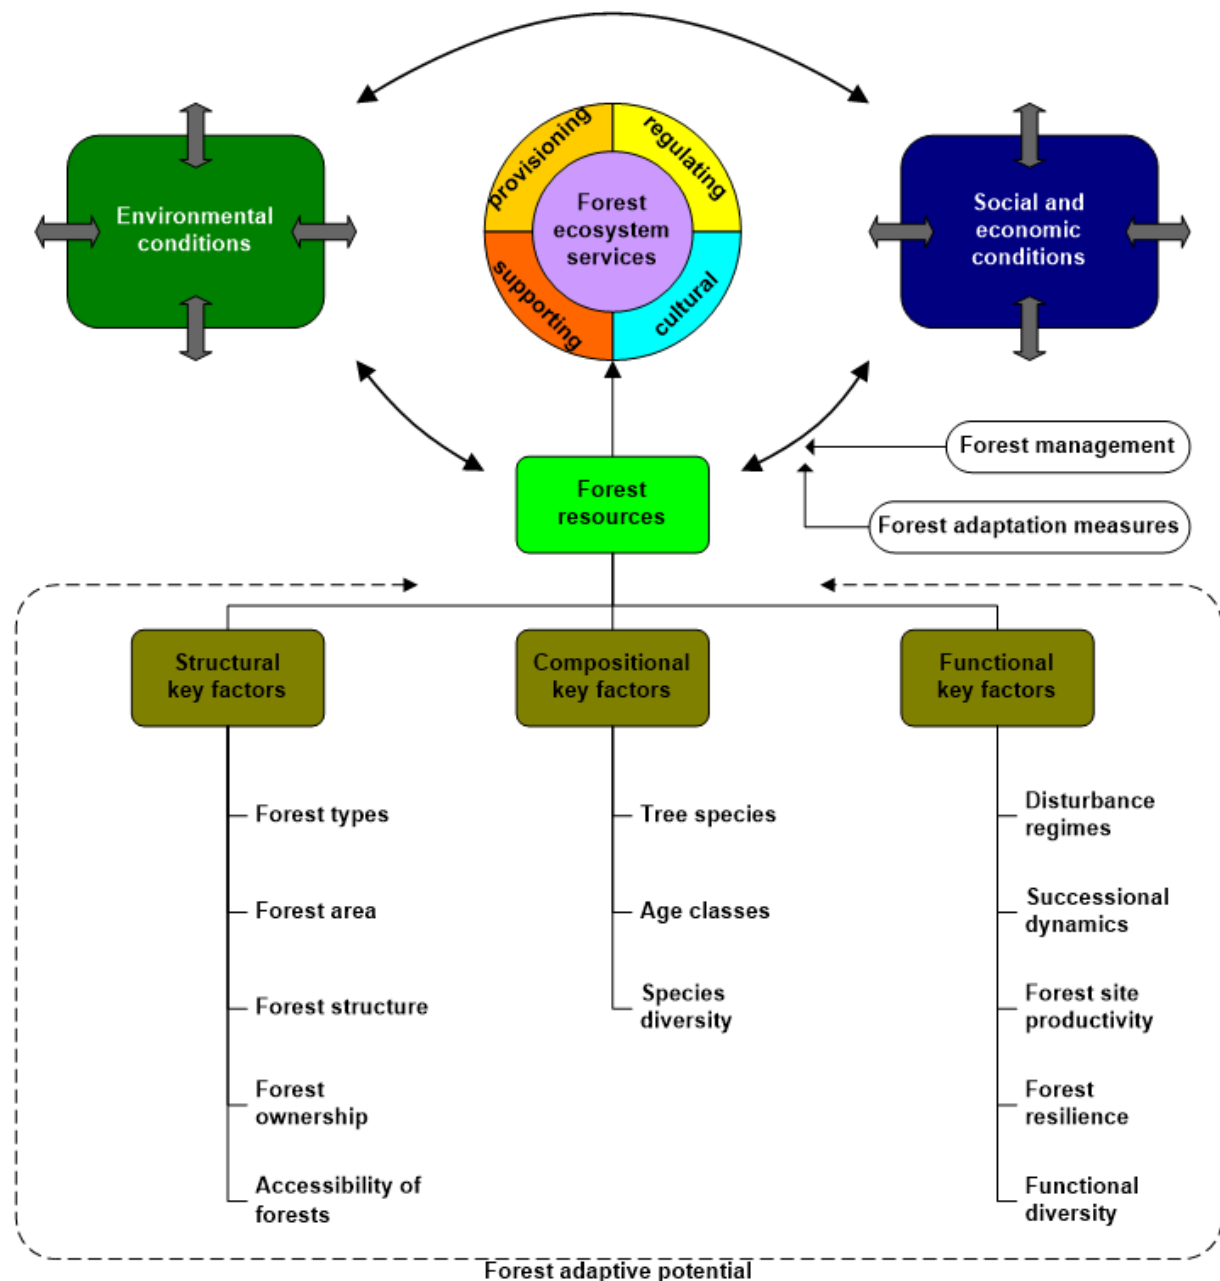 provisioning
regulating
supporting
cultural
Forest
ecosystem
services
Environmental
conditions
Social and
economic
conditions
Forest
resources
Forest management
Forest adaptation measures
Structural
key factors
Compositional
key factors
Functional
key factors
Forest types
Forest area
Forest structure
Forest
ownership
Accessibility of
forests
Tree species
Age classes
Species
diversity
Disturbance
regimes
Successional
dynamics
Forest site
productivity
Forest
resilience
Functional
diversity
Forest adaptive potential